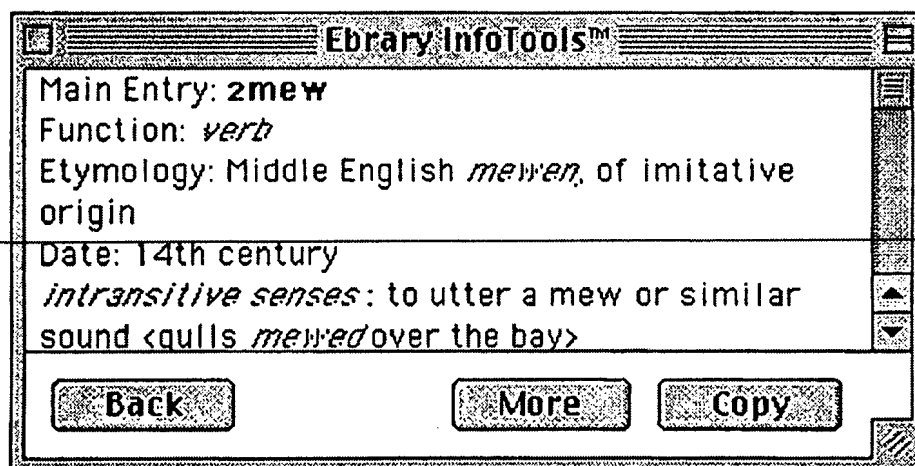 Ebrary InfoTools™
Main Entry: 2mew
Function: verb
Etymology: Middle English mewen, of imitative
origin
Date: 14th century
intransitive senses: to utter a mew or similar
sound <gulls mewed over the bay>
Back More Copy